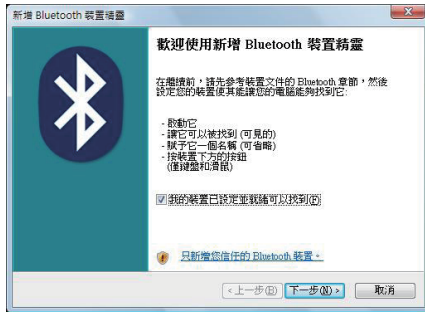 新增 Bluetooth 裝置精靈
歡迎使用新增 Bluetooth 裝置精靈
在繼續前，請先參考裝置文件的 Bluetooth 章節，然後
設定您的裝置使其能讓您的電腦能夠找到它:
- 啟動它
- 讓它可以被找到 (可見的)
- 賦予它一個名稱 (可省略)
- 按裝置下方的按鈕
(僅鍵盤和滑鼠)
我的裝置已設定並就緒可以找到(F)
只新增您信任的 Bluetooth 裝置。
<上一步(B)
下一步(N)>
取消